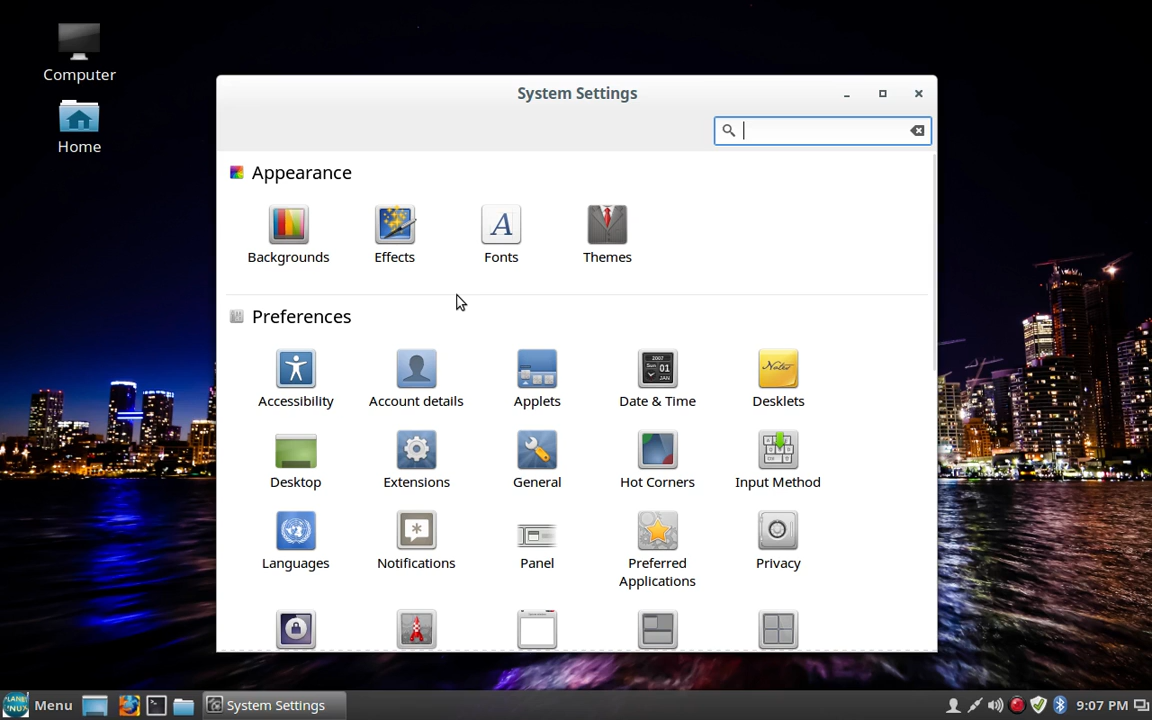 Computer
Home
System Settings
Appearance
Backgrounds
Effects
Fonts
Themes
Preferences
Accessibility
Account details
Applets
Date & Time
Desklets
Desktop
Extensions
General
Hot Corners
Input Method
Languages
Notifications
Panel
Preferred
Applications
Privacy
Menu
System Settings
9:07 PM